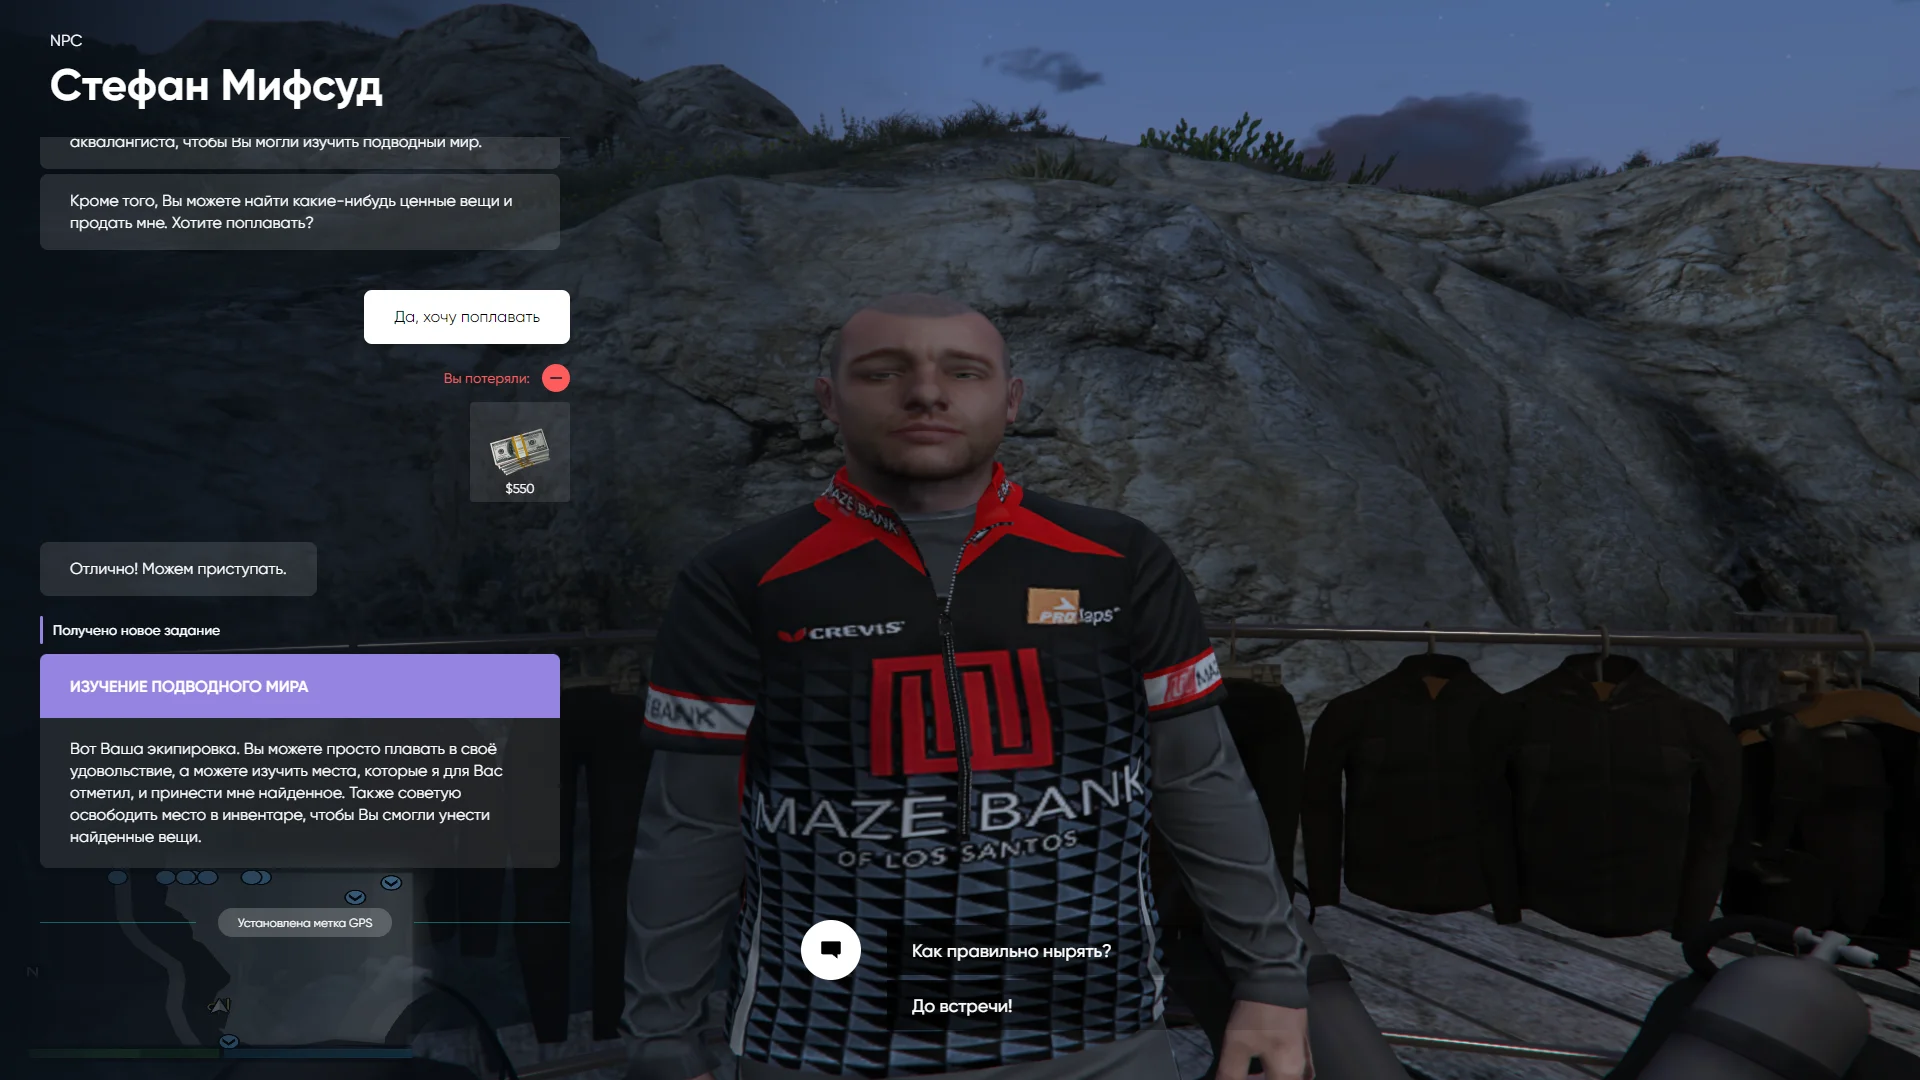 NPC
Стефан Мифсуд
аквалангиста, чтобы Вы могли изучить подводный мир.
Кроме того, Вы можете найти какие-нибудь ценные вещи и
продать мне. Хотите поплавать?
Да, хочу поплавать
Вы потеряли:
$550
Отлично! Можем приступать.
Получено новое задание
ИЗУЧЕНИЕ ПОДВОДНОГО МИРА
Вот Ваша экипировка. Вы можете просто плавать в своё
удовольствие, а можете изучить места, которые я для Вас
отметил, и принести мне найденное. Также советую
освободить место в инвентаре, чтобы Вы смогли унести
найденные вещи.
Установлена метка GPS
N
MAZE BANK
CREVIS
PRO laps
BANK
MAZE BANK
OF LOS SANTOS
Как правильно нырять?
До встречи!